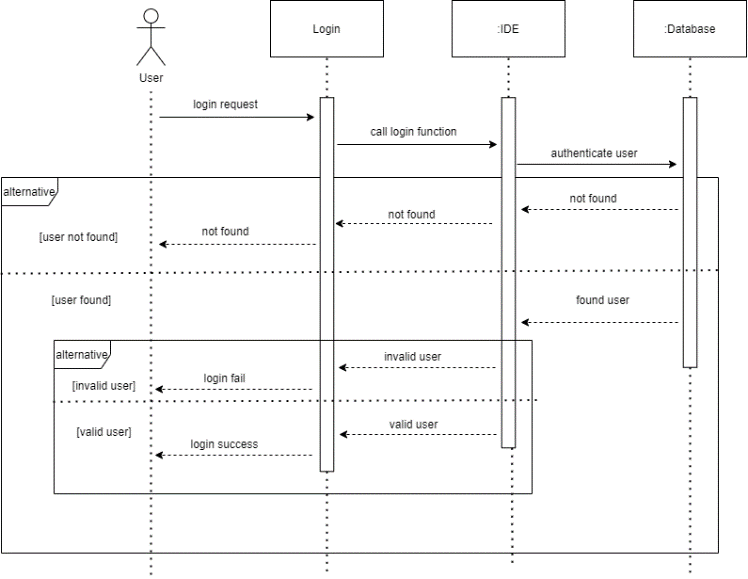 Login
:IDE
:Database
User
login request
call login function
authenticate user
alternative
not found
not found
not found
[user not found]
[user found]
found user
alternative
invalid user
login fail
[invalid user]
valid user
[valid user]
login success